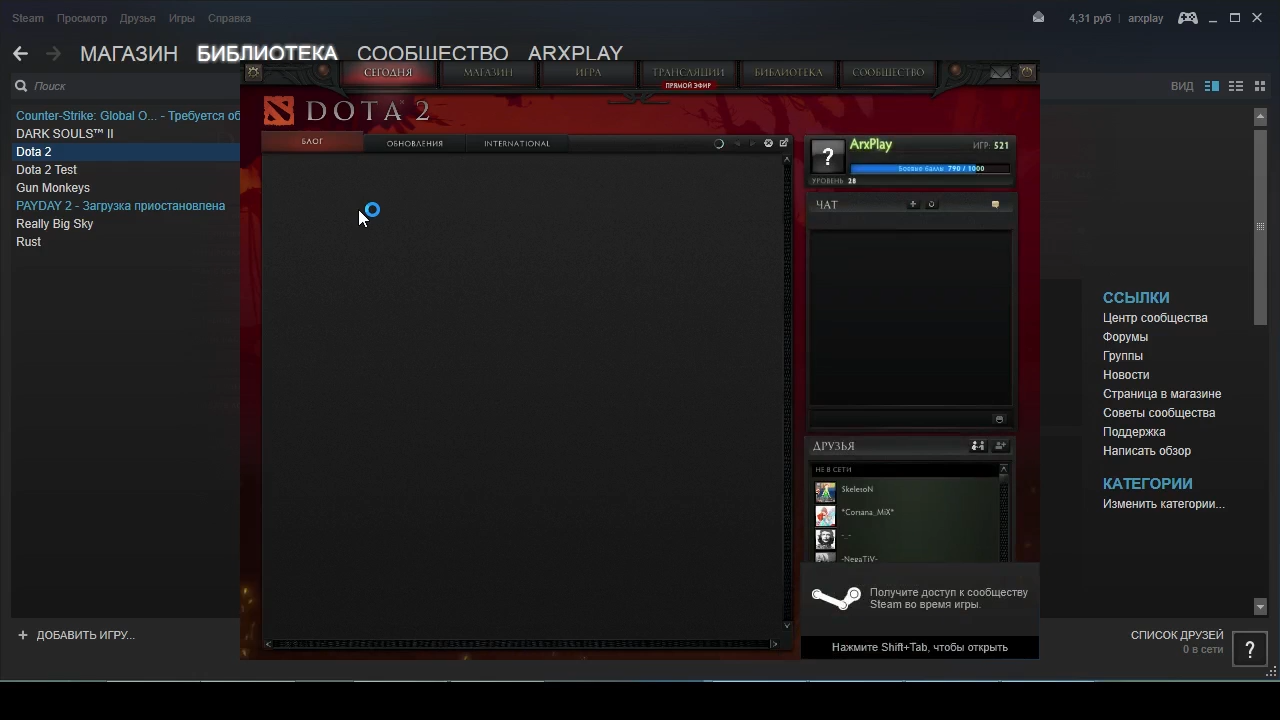 Steam Просмотр Друзья Игры Справка
4,31 руб arxplay
МАГАЗИН БИБЛИОТЕКА СООБЩЕСТВО ARXPLAY
Поиск
ВИД
Counter-Strike: Global O... - Требуется об
DARK SOULS™ II
Dota 2
Dota 2 Test
Gun Monkeys
PAYDAY 2 - Загрузка приостановлена
Really Big Sky
Rust
СЕГОДНЯ МАГАЗИН ИГРА ТРАНСЛЯЦИИ БИБЛИОТЕКА СООБЩЕСТВО
ПРЯМОЙ ЭФИР
DOTA 2
БЛОГ ОБНОВЛЕНИЯ INTERNATIONAL
ArxPlay ИГР: 521
Боевые баллы 790 / 1000
УРОВЕНЬ 28
ЧАТ
ДРУЗЬЯ
НЕ В СЕТИ
SkeletoN
*Coriana_MiX*
-_-
-NegaTiV-
Получите доступ к сообществу
Steam во время игры.
Нажмите Shift+Tab, чтобы открыть
ССЫЛКИ
Центр сообщества
Форумы
Группы
Новости
Страница в магазине
Советы сообщества
Поддержка
Написать обзор
КАТЕГОРИИ
Изменить категории...
+ ДОБАВИТЬ ИГРУ...
СПИСОК ДРУЗЕЙ
0 в сети